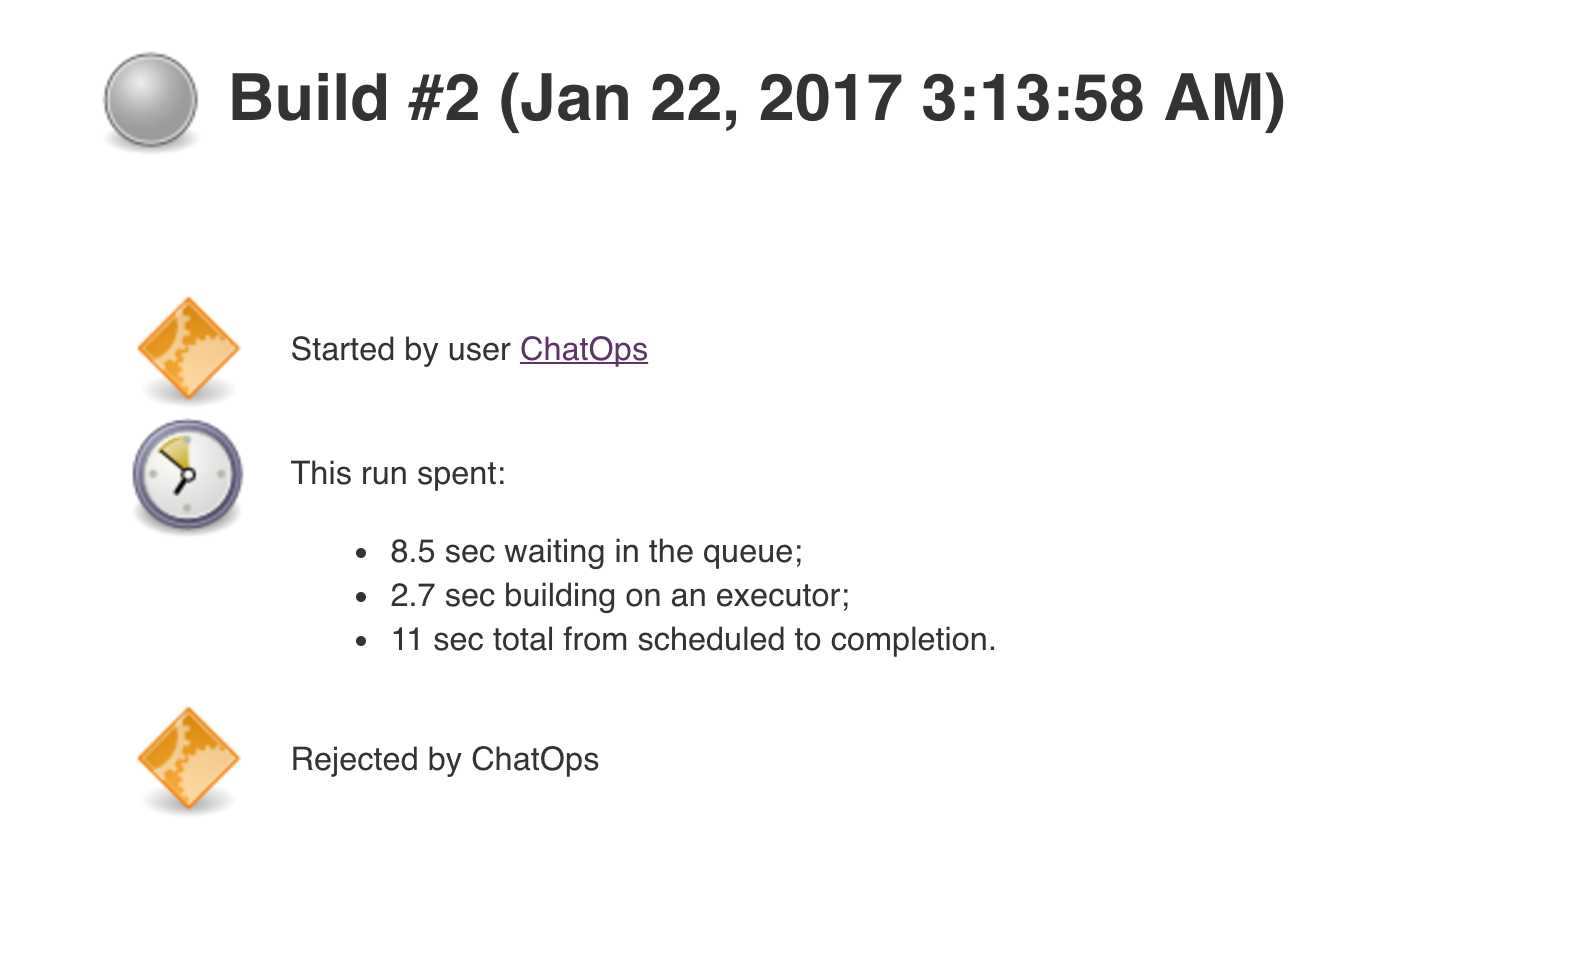 Build #2 (Jan 22, 2017 3:13:58 AM)
Started by user ChatOps
This run spent:
8.5 sec waiting in the queue;
2.7 sec building on an executor;
11 sec total from scheduled to completion.
Rejected by ChatOps